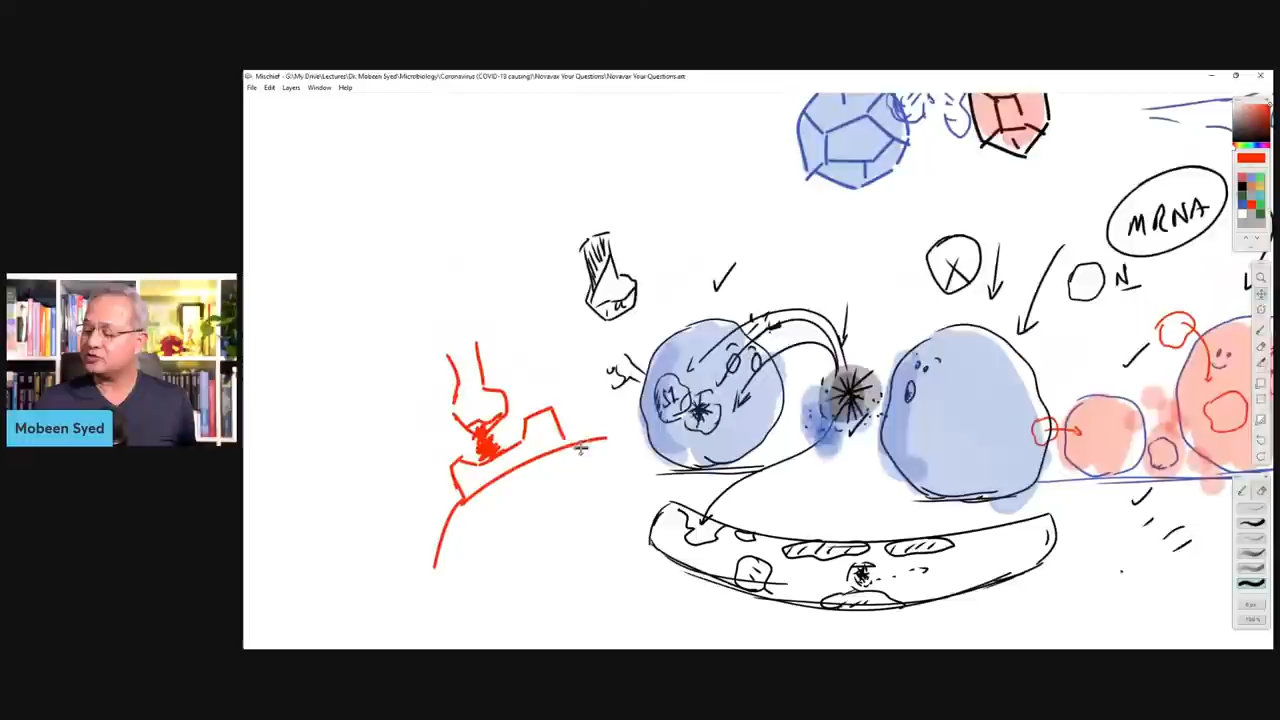 Mischief - G:\My Drive\Lectures\Dr. Mobeen Syed\Microbiology\Coronavirus (COVID-19 causing)\Novavax Your Questions\Novavax Your Questions.art
File Edit Layers Window Help
MRNA
N
Mobeen Syed